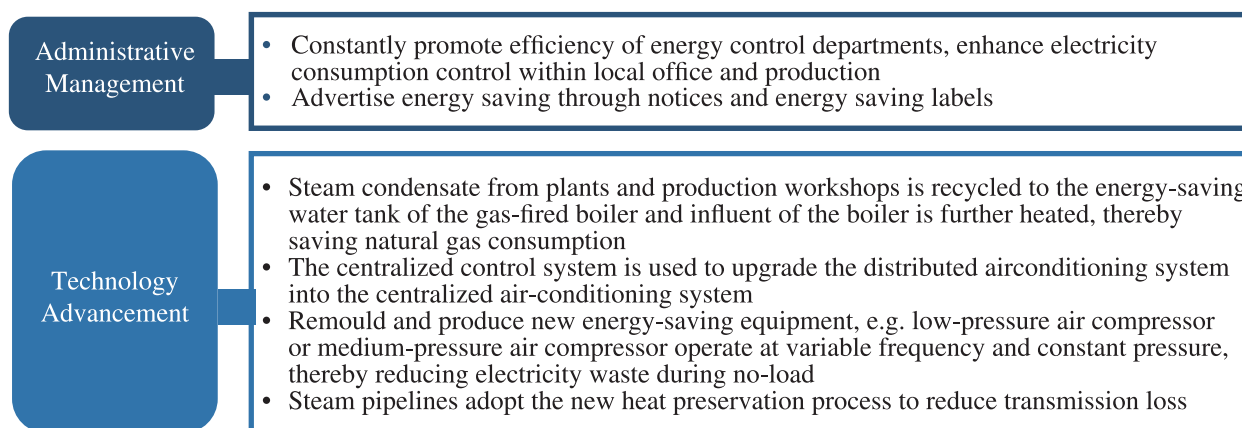 Administrative
Management
• Constantly promote efficiency of energy control departments, enhance electricity
consumption control within local office and production
• Advertise energy saving through notices and energy saving labels
Technology
Advancement
• Steam condensate from plants and production workshops is recycled to the energy-saving
water tank of the gas-fired boiler and influent of the boiler is further heated, thereby
saving natural gas consumption
• The centralized control system is used to upgrade the distributed airconditioning system
into the centralized air-conditioning system
• Remould and produce new energy-saving equipment, e.g. low-pressure air compressor
or medium-pressure air compressor operate at variable frequency and constant pressure,
thereby reducing electricity waste during no-load
• Steam pipelines adopt the new heat preservation process to reduce transmission loss